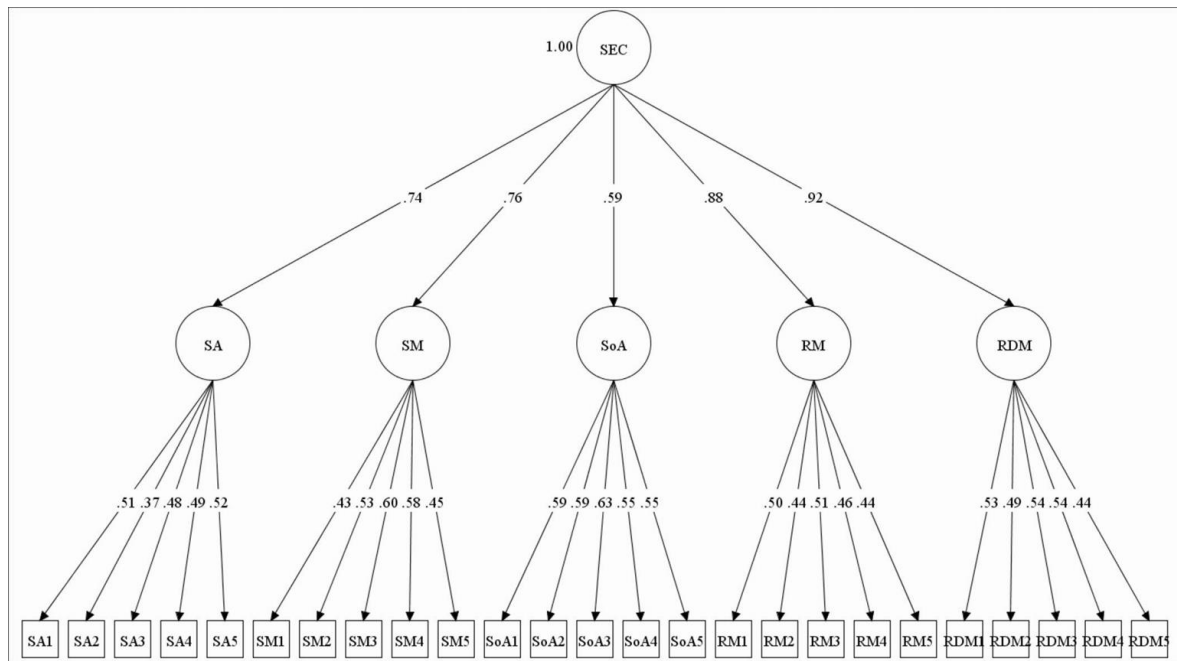 1.00 SEC
.74 .76 .59 .88 .92
SA SM SoA RM RDM
.51 .37 .48 .49 .52 .43 .53 .60 .58 .45 .59 .59 .63 .55 .55 .50 .44 .51 .46 .44 .53 .49 .54 .54 .44
SA1 SA2 SA3 SA4 SA5 SM1 SM2 SM3 SM4 SM5 SoA1 SoA2 SoA3 SoA4 SoA5 RM1 RM2 RM3 RM4 RM5 RDM1 RDM2 RDM3 RDM4 RDM5